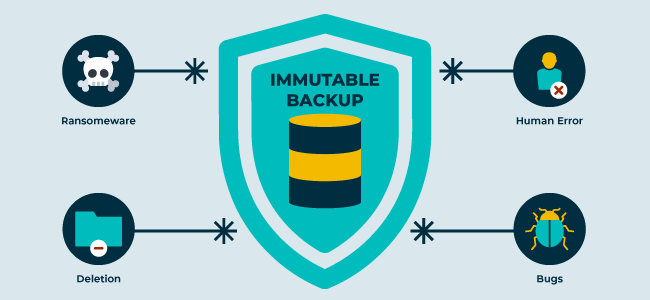 IMMUTABLE
BACKUP
Ransomeware
Human Error
Deletion
Bugs